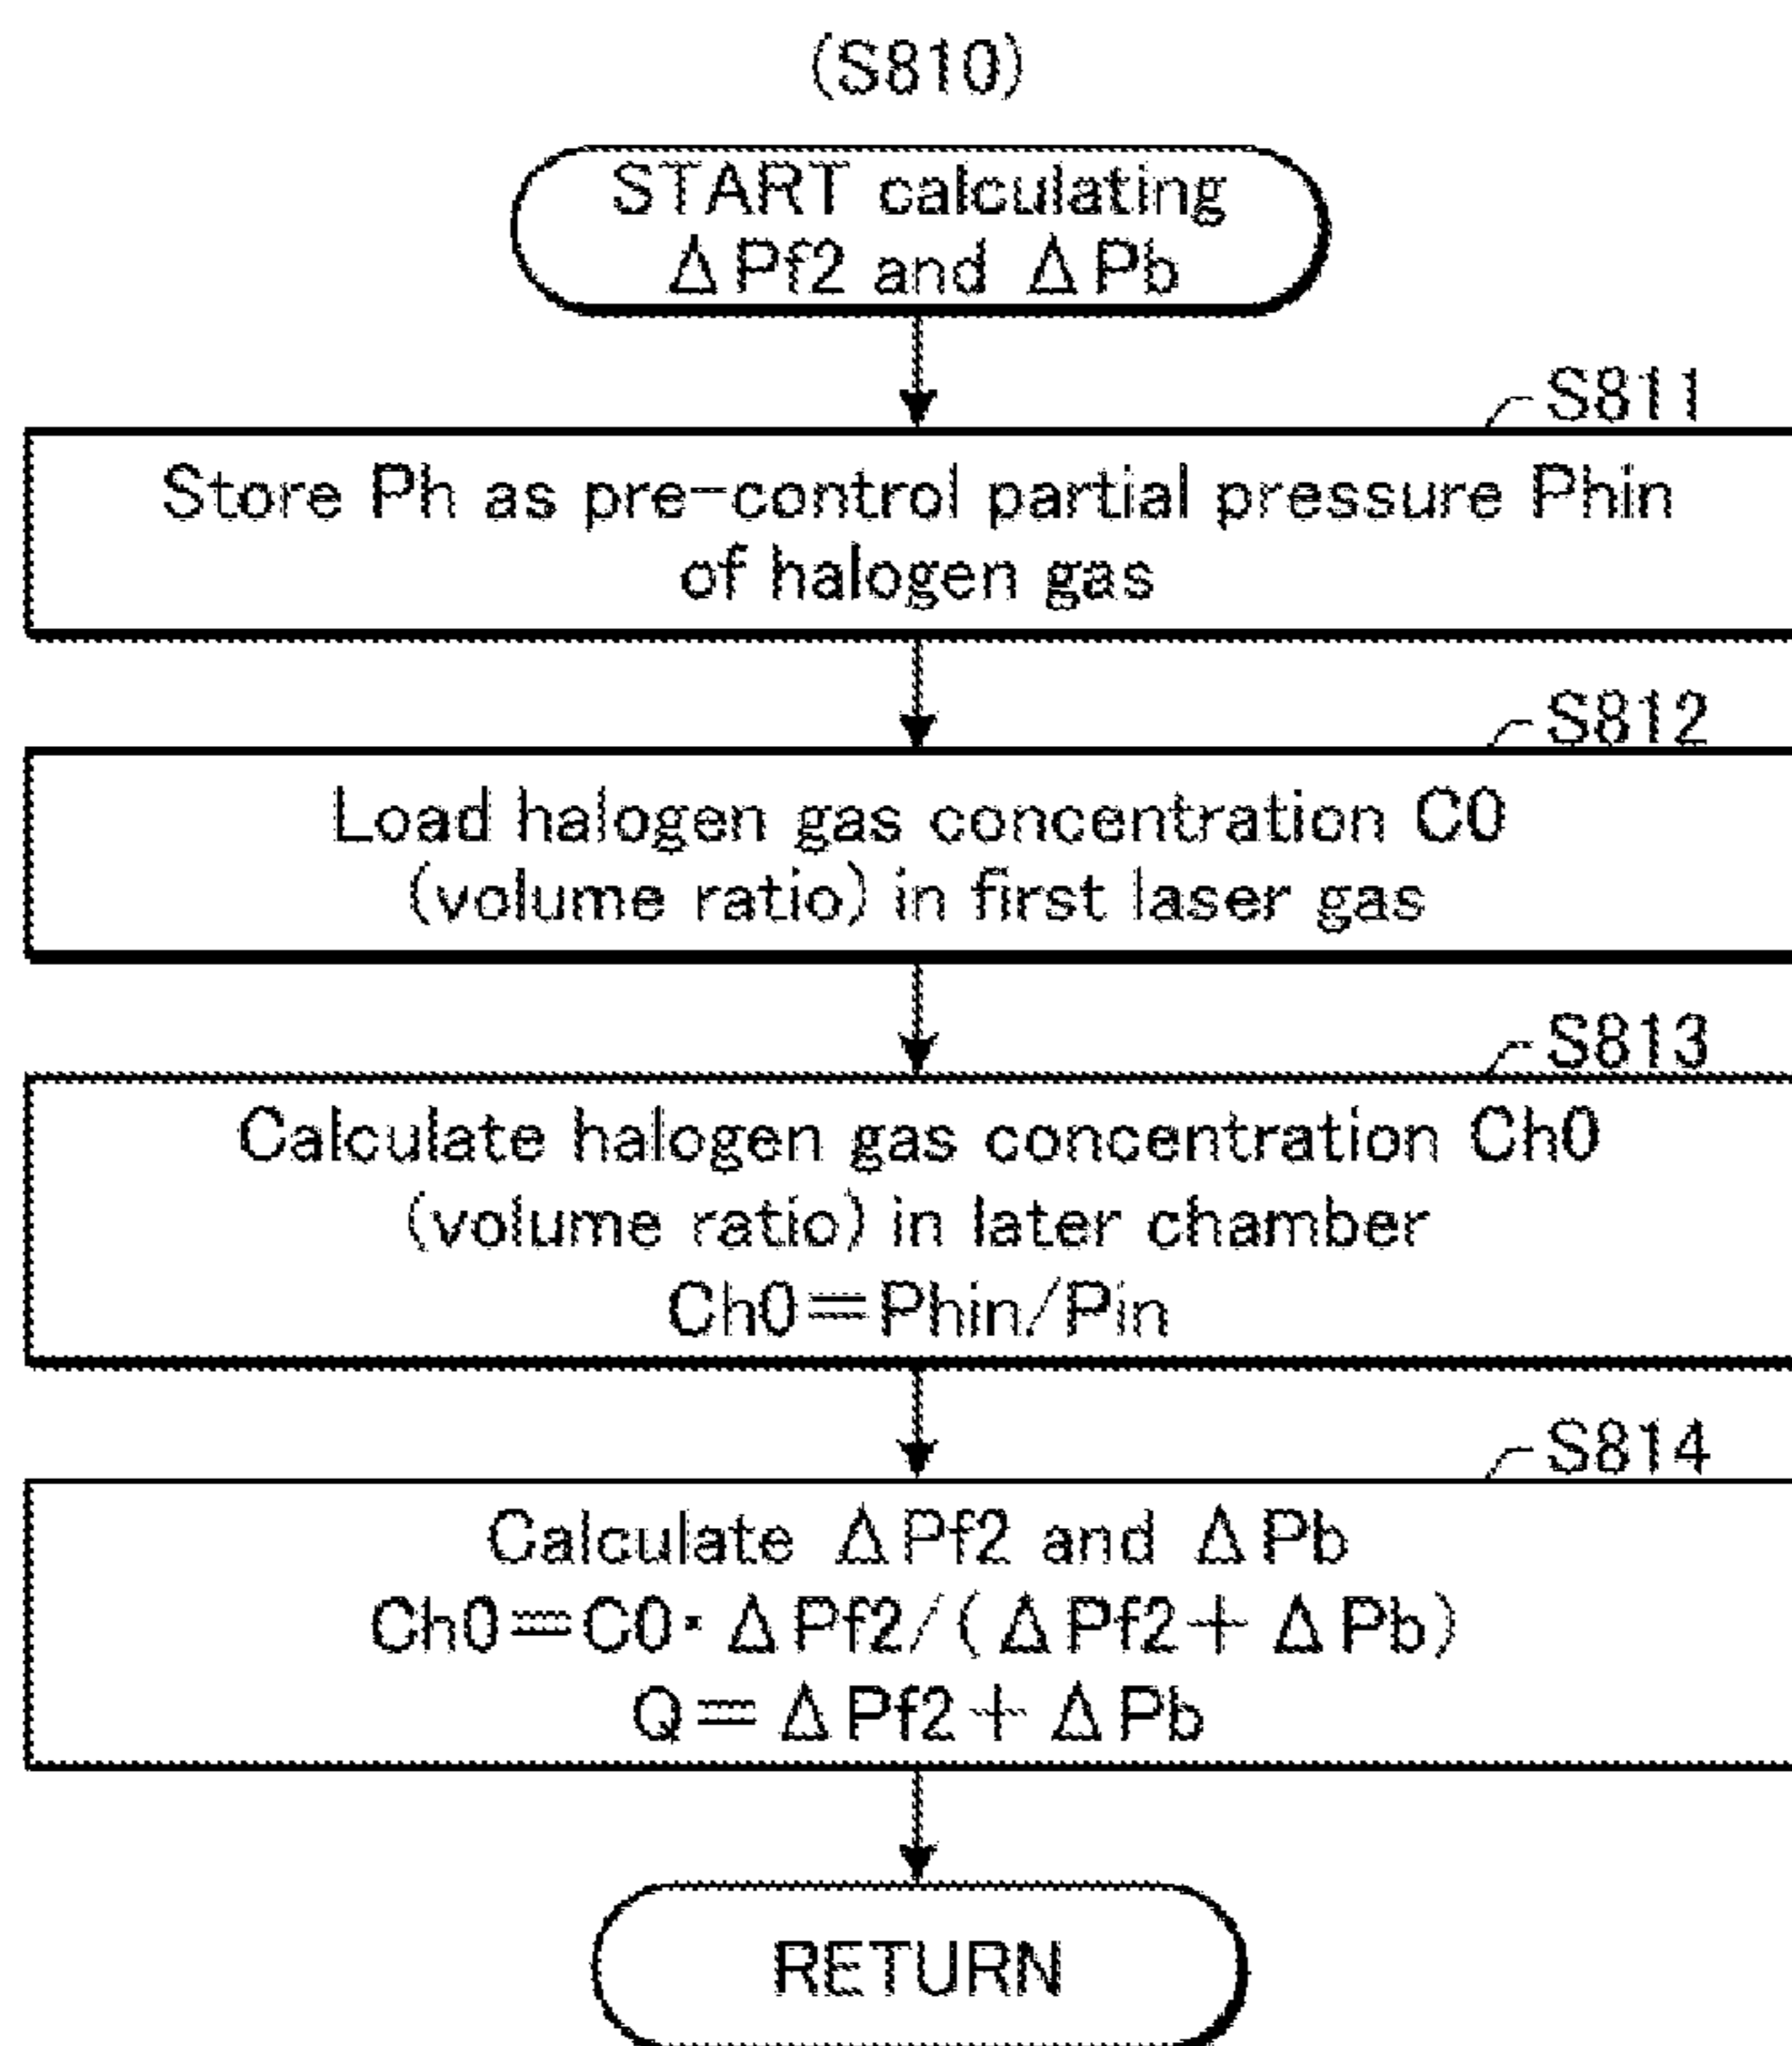 (S810)
START calculating
ΔPf2 and ΔPb
S811
Store Ph as pre-control partial pressure Phin
of halogen gas
S812
Load halogen gas concentration C0
(volume ratio) in first laser gas
S813
Calculate halogen gas concentration Ch0
(volume ratio) in later chamber
Ch0=Phin/Pin
S814
Calculate ΔPf2 and ΔPb
Ch0=C0・ΔPf2/(ΔPf2+ΔPb)
Q=ΔPf2+ΔPb
RETURN